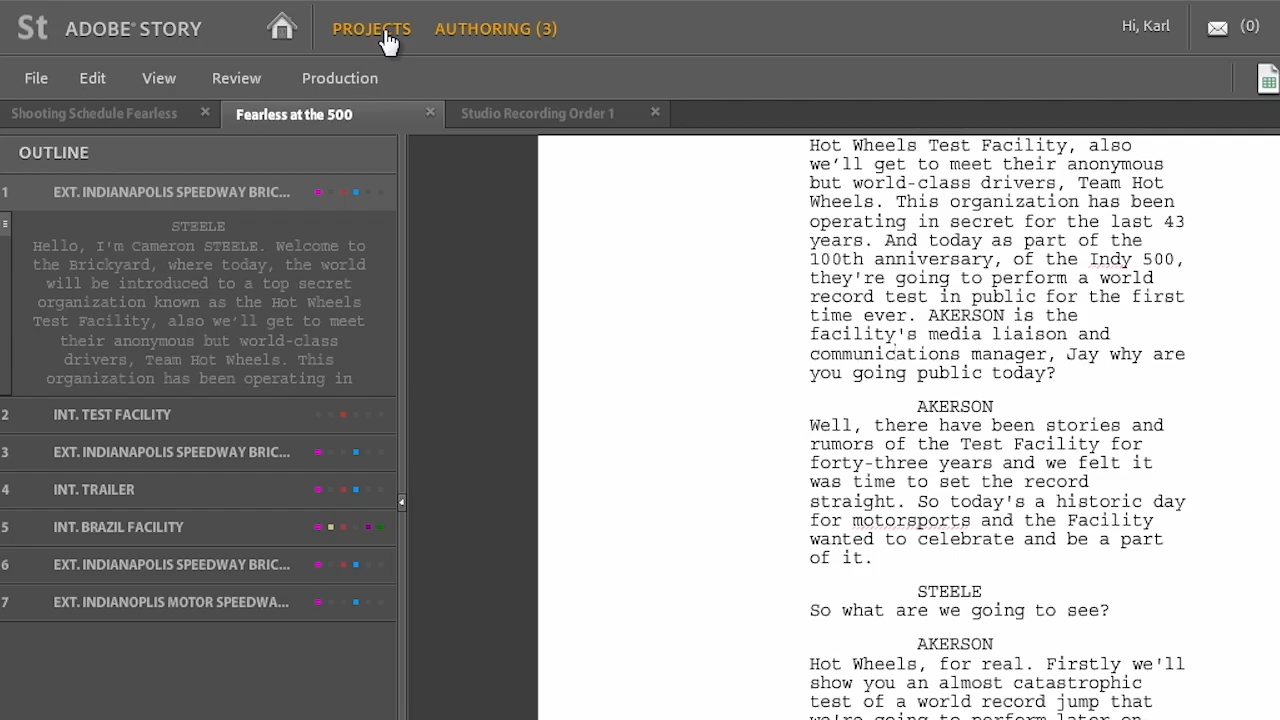 St ADOBE® STORY PROJECTS AUTHORING (3) Hi, Karl (0)
File Edit View Review Production
Shooting Schedule Fearless × Fearless at the 500 × Studio Recording Order 1 ×
OUTLINE
1 EXT. INDIANAPOLIS SPEEDWAY BRIC...
STEELE
Hello, I'm Cameron STEELE. Welcome to
the Brickyard, where today, the world
will be introduced to a top secret
organization known as the Hot Wheels
Test Facility, also we'll get to meet
their anonymous but world-class
drivers, Team Hot Wheels. This
organization has been operating in
2 INT. TEST FACILITY
3 EXT. INDIANAPOLIS SPEEDWAY BRIC...
4 INT. TRAILER
5 INT. BRAZIL FACILITY
6 EXT. INDIANAPOLIS SPEEDWAY BRIC...
7 EXT. INDIANOPLIS MOTOR SPEEDWA...
Hot Wheels Test Facility, also
we'll get to meet their anonymous
but world-class drivers, Team Hot
Wheels. This organization has been
operating in secret for the last 43
years. And today as part of the
100th anniversary, of the Indy 500,
they're going to perform a world
record test in public for the first
time ever. AKERSON is the
facility's media liaison and
communications manager, Jay why are
you going public today?
AKERSON
Well, there have been stories and
rumors of the Test Facility for
forty-three years and we felt it
was time to set the record
straight. So today's a historic day
for motorsports and the Facility
wanted to celebrate and be a part
of it.
STEELE
So what are we going to see?
AKERSON
Hot Wheels, for real. Firstly we'll
show you an almost catastrophic
test of a world record jump that
we're going to perform later on